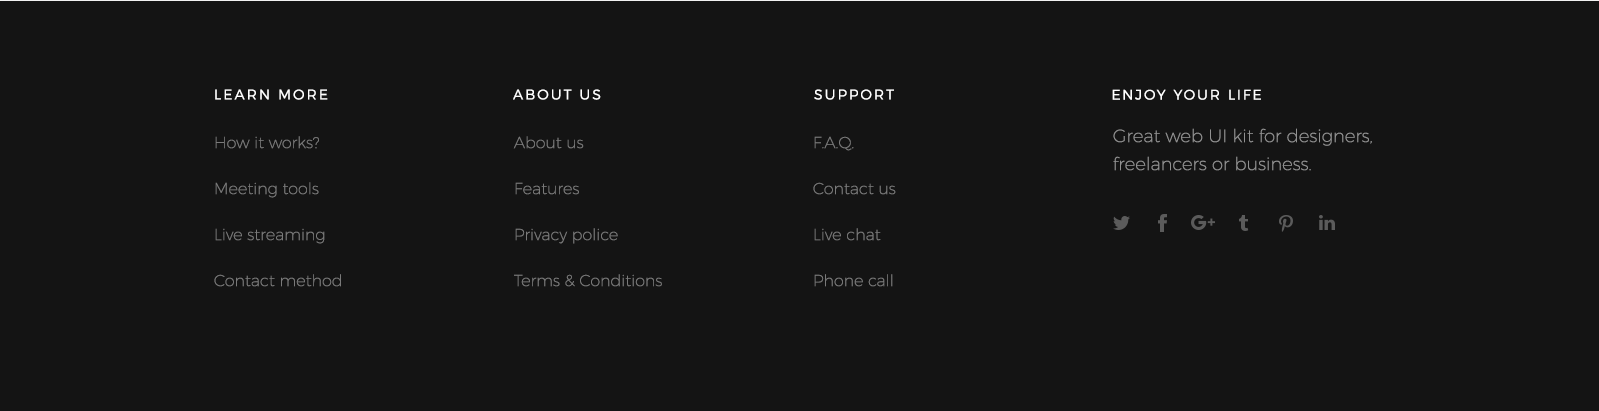 LEARN MORE
How it works?
Meeting tools
Live streaming
Contact method
ABOUT US
About us
Features
Privacy police
Terms & Conditions
SUPPORT
F.A.Q.
Contact us
Live chat
Phone call
ENJOY YOUR LIFE
Great web UI kit for designers,
freelancers or business.